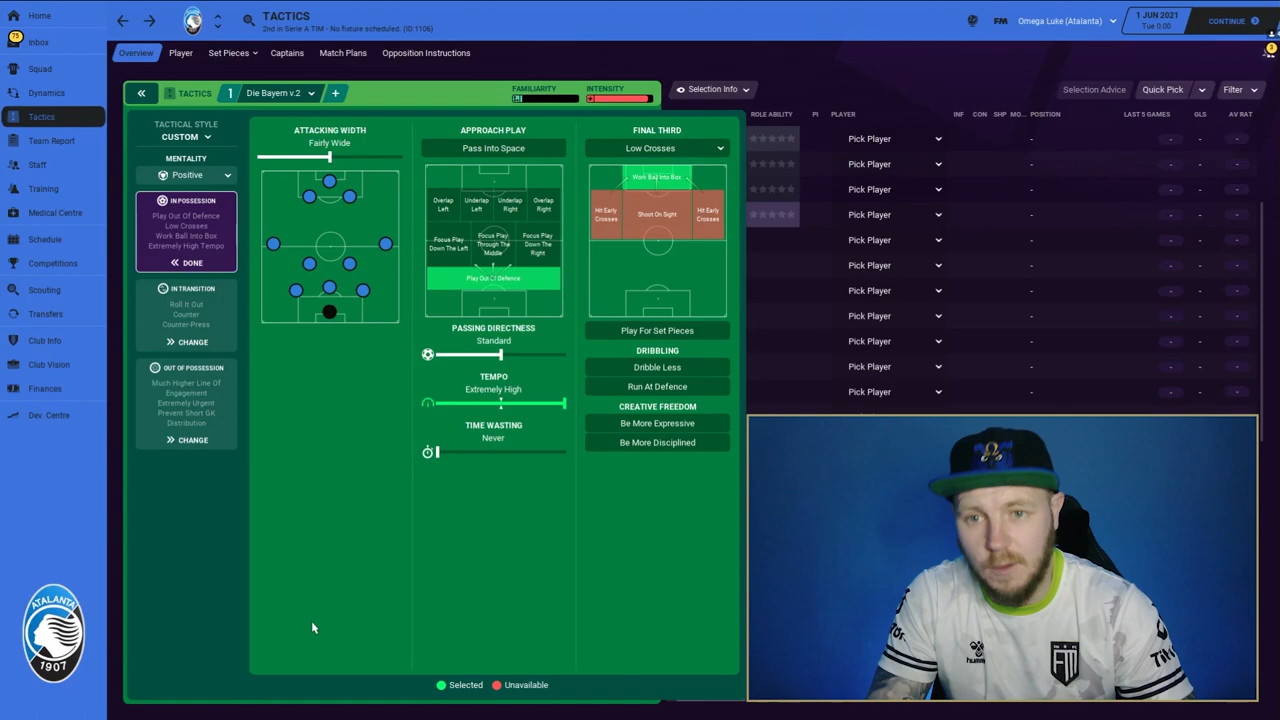 Home
75
Inbox
Squad
Dynamics
Tactics
Team Report
Staff
Training
Medical Centre
Schedule
Competitions
Scouting
Transfers
Club Info
Club Vision
Finances
Dev. Centre
ATALANTA
1907
TACTICS
2nd in Serie A TIM - No fixture scheduled. (ID:1106)
FM
Omega Luke (Atalanta)
1 JUN 2021
Tue 0:00
CONTINUE
3
Overview
Player
Set Pieces
Captains
Match Plans
Opposition Instructions
TACTICS
1
Die Bayern v.2
FAMILIARITY
INTENSITY
Selection Info
Selection Advice
Quick Pick
Filter
TACTICAL STYLE
CUSTOM
MENTALITY
Positive
IN POSSESSION
Play Out Of Defence
Low Crosses
Work Ball Into Box
Extremely High Tempo
DONE
IN TRANSITION
Roll It Out
Counter
Counter-Press
CHANGE
OUT OF POSSESSION
Much Higher Line Of
Engagement
Extremely Urgent
Prevent Short GK
Distribution
CHANGE
ATTACKING WIDTH
Fairly Wide
APPROACH PLAY
Pass Into Space
Overlap Left
Underlap Left
Underlap Right
Overlap Right
Focus Play Down The Left
Focus Play Through The Middle
Focus Play Down The Right
Play Out Of Defence
PASSING DIRECTNESS
Standard
TEMPO
Extremely High
TIME WASTING
Never
FINAL THIRD
Low Crosses
Work Ball Into Box
Hit Early Crosses
Shoot On Sight
Hit Early Crosses
Play For Set Pieces
DRIBBLING
Dribble Less
Run At Defence
CREATIVE FREEDOM
Be More Expressive
Be More Disciplined
Selected
Unavailable
ROLE ABILITY
PI
PLAYER
INF
CON
SHP
MO...
POSITION
LAST 5 GAMES
GLS
AV RAT
Pick Player
Pick Player
Pick Player
Pick Player
Pick Player
Pick Player
Pick Player
Pick Player
Pick Player
Pick Player
Pick Player
hummel
FM